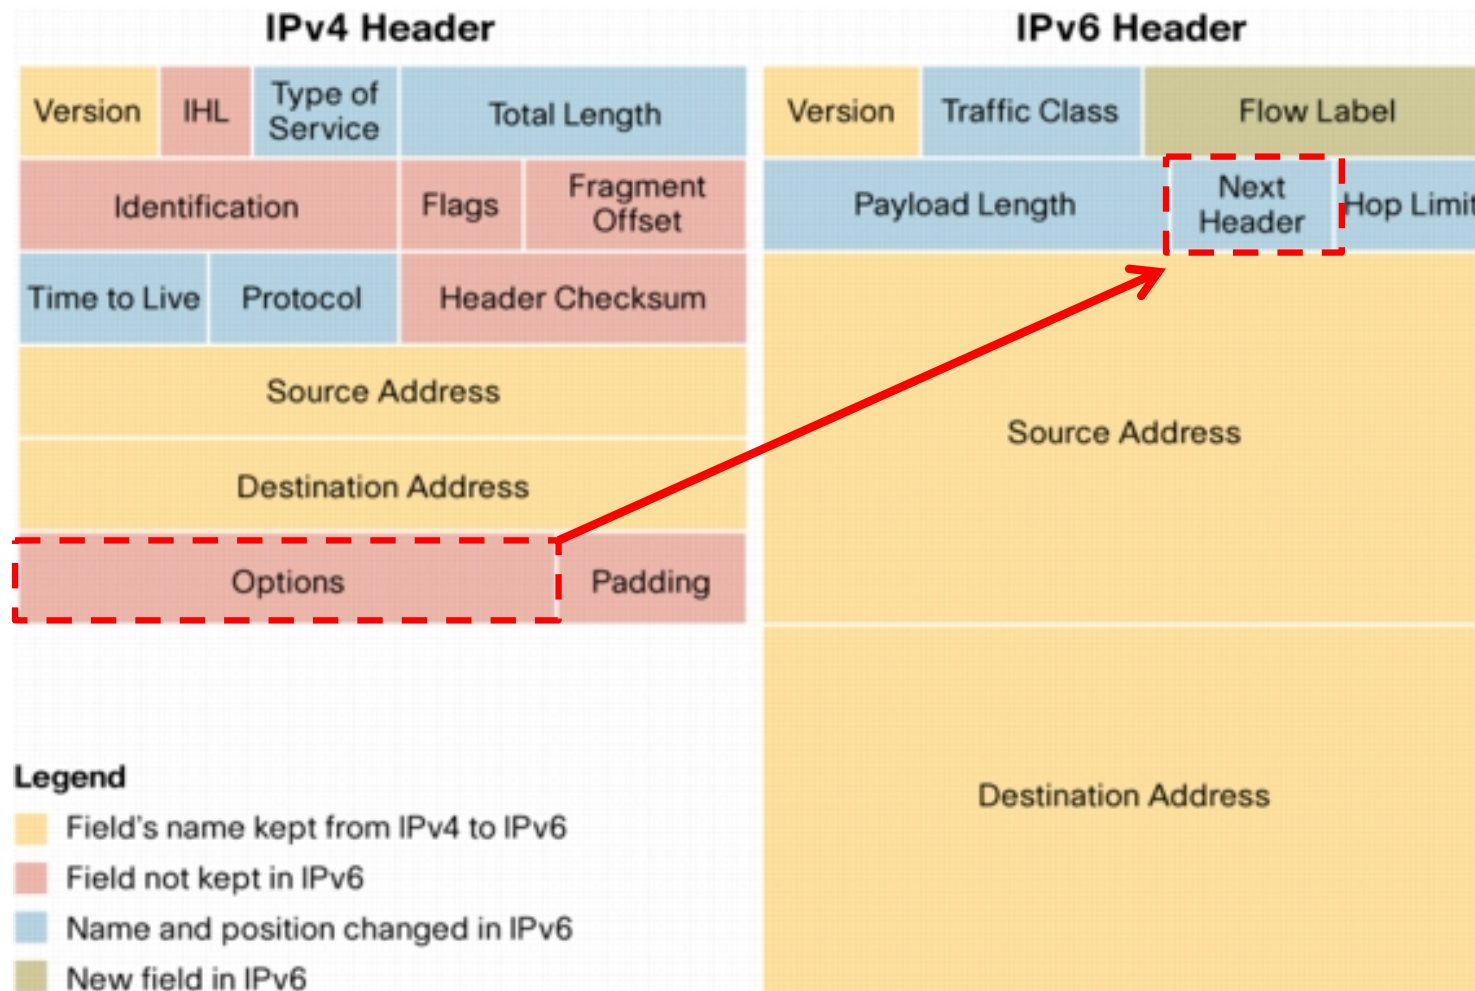 IPv4 Header
Version
IHL
Type of
Service
Total Length
Identification
Flags
Fragment
Offset
Time to Live
Protocol
Header Checksum
Source Address
Destination Address
Options
Padding
IPv6 Header
Version
Traffic Class
Flow Label
Payload Length
Next
Header
Hop Limit
Source Address
Destination Address
Legend
Field's name kept from IPv4 to IPv6
Field not kept in IPv6
Name and position changed in IPv6
New field in IPv6